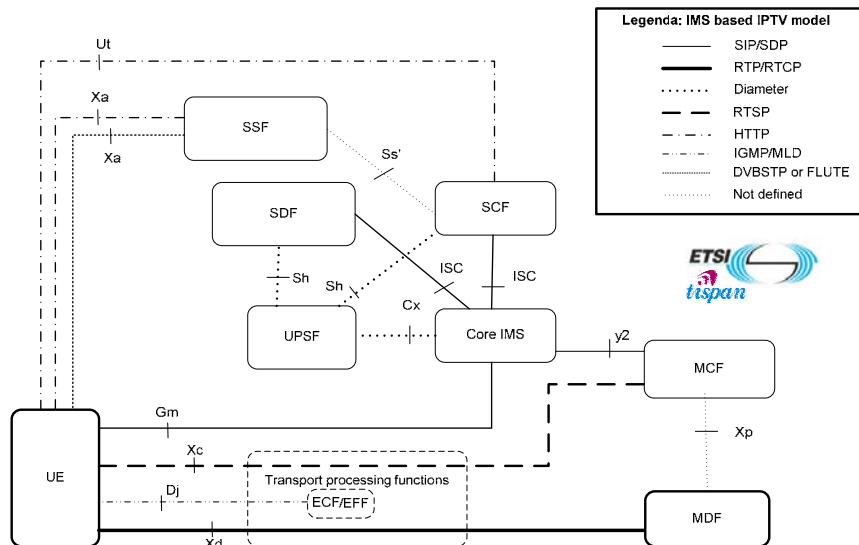 Legenda: IMS based IPTV model
SIP/SDP
RTP/RTCP
Diameter
RTSP
HTTP
IGMP/MLD
DVBSTP or FLUTE
Not defined
Ut
Xa
SSF
Xa
Ss'
SDF
SCF
ETSI
tispan
Sh
Sh
ISC
ISC
Cx
UPSF
Core IMS
y2
MCF
Gm
Xp
Xc
UE
Transport processing functions
Dj
ECF/EFF
MDF
Xd